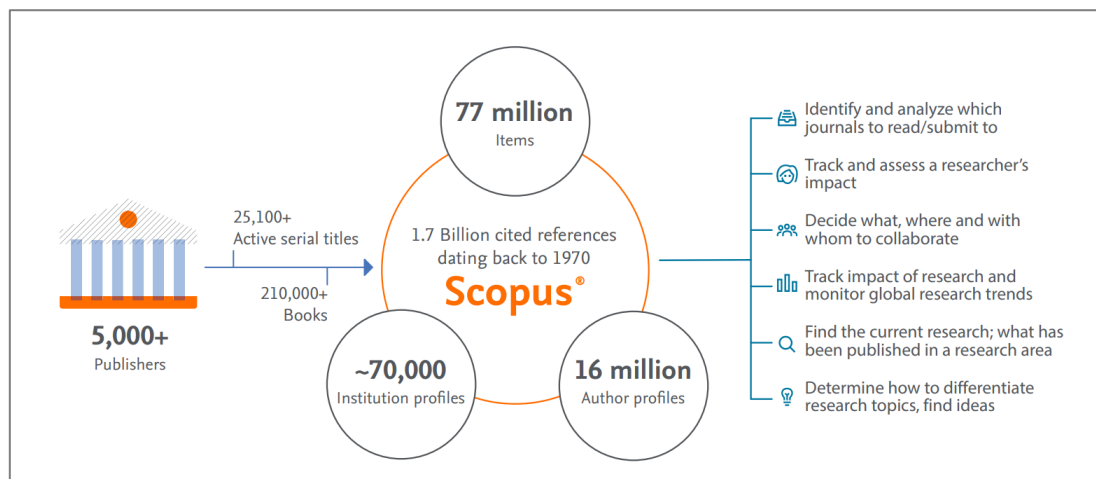 5,000+
Publishers
25,100+
Active serial titles
210,000+
Books
77 million
Items
1.7 Billion cited references
dating back to 1970
Scopus®
~70,000
Institution profiles
16 million
Author profiles
Identify and analyze which
journals to read/submit to
Track and assess a researcher’s
impact
Decide what, where and with
whom to collaborate
Track impact of research and
monitor global research trends
Find the current research; what has
been published in a research area
Determine how to differentiate
research topics, find ideas